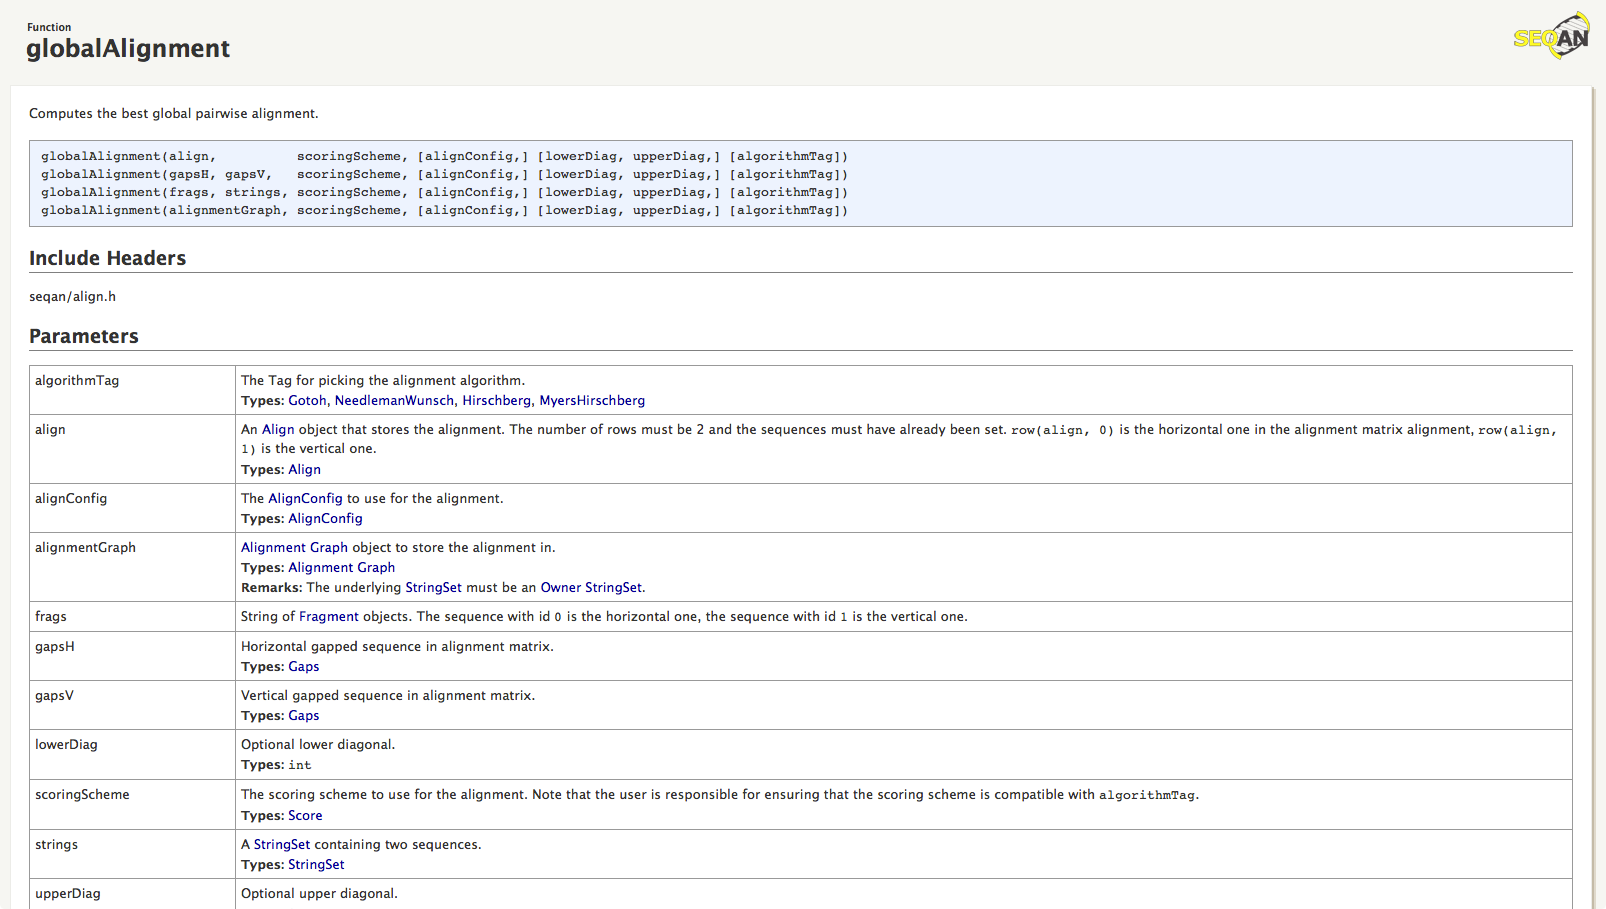 Function
globalAlignment
SEQAN
Computes the best global pairwise alignment.
globalAlignment(align,          scoringScheme, [alignConfig,] [lowerDiag, upperDiag,] [algorithmTag])
globalAlignment(gapsH, gapsV,   scoringScheme, [alignConfig,] [lowerDiag, upperDiag,] [algorithmTag])
globalAlignment(frags, strings, scoringScheme, [alignConfig,] [lowerDiag, upperDiag,] [algorithmTag])
globalAlignment(alignmentGraph, scoringScheme, [alignConfig,] [lowerDiag, upperDiag,] [algorithmTag])
Include Headers
seqan/align.h
Parameters
algorithmTag
The Tag for picking the alignment algorithm.
Types: Gotoh, NeedlemanWunsch, Hirschberg, MyersHirschberg
align
An Align object that stores the alignment. The number of rows must be 2 and the sequences must have already been set. row(align, 0) is the horizontal one in the alignment matrix alignment, row(align,
1) is the vertical one.
Types: Align
alignConfig
The AlignConfig to use for the alignment.
Types: AlignConfig
alignmentGraph
Alignment Graph object to store the alignment in.
Types: Alignment Graph
Remarks: The underlying StringSet must be an Owner StringSet.
frags
String of Fragment objects. The sequence with id 0 is the horizontal one, the sequence with id 1 is the vertical one.
gapsH
Horizontal gapped sequence in alignment matrix.
Types: Gaps
gapsV
Vertical gapped sequence in alignment matrix.
Types: Gaps
lowerDiag
Optional lower diagonal.
Types: int
scoringScheme
The scoring scheme to use for the alignment. Note that the user is responsible for ensuring that the scoring scheme is compatible with algorithmTag.
Types: Score
strings
A StringSet containing two sequences.
Types: StringSet
upperDiag
Optional upper diagonal.